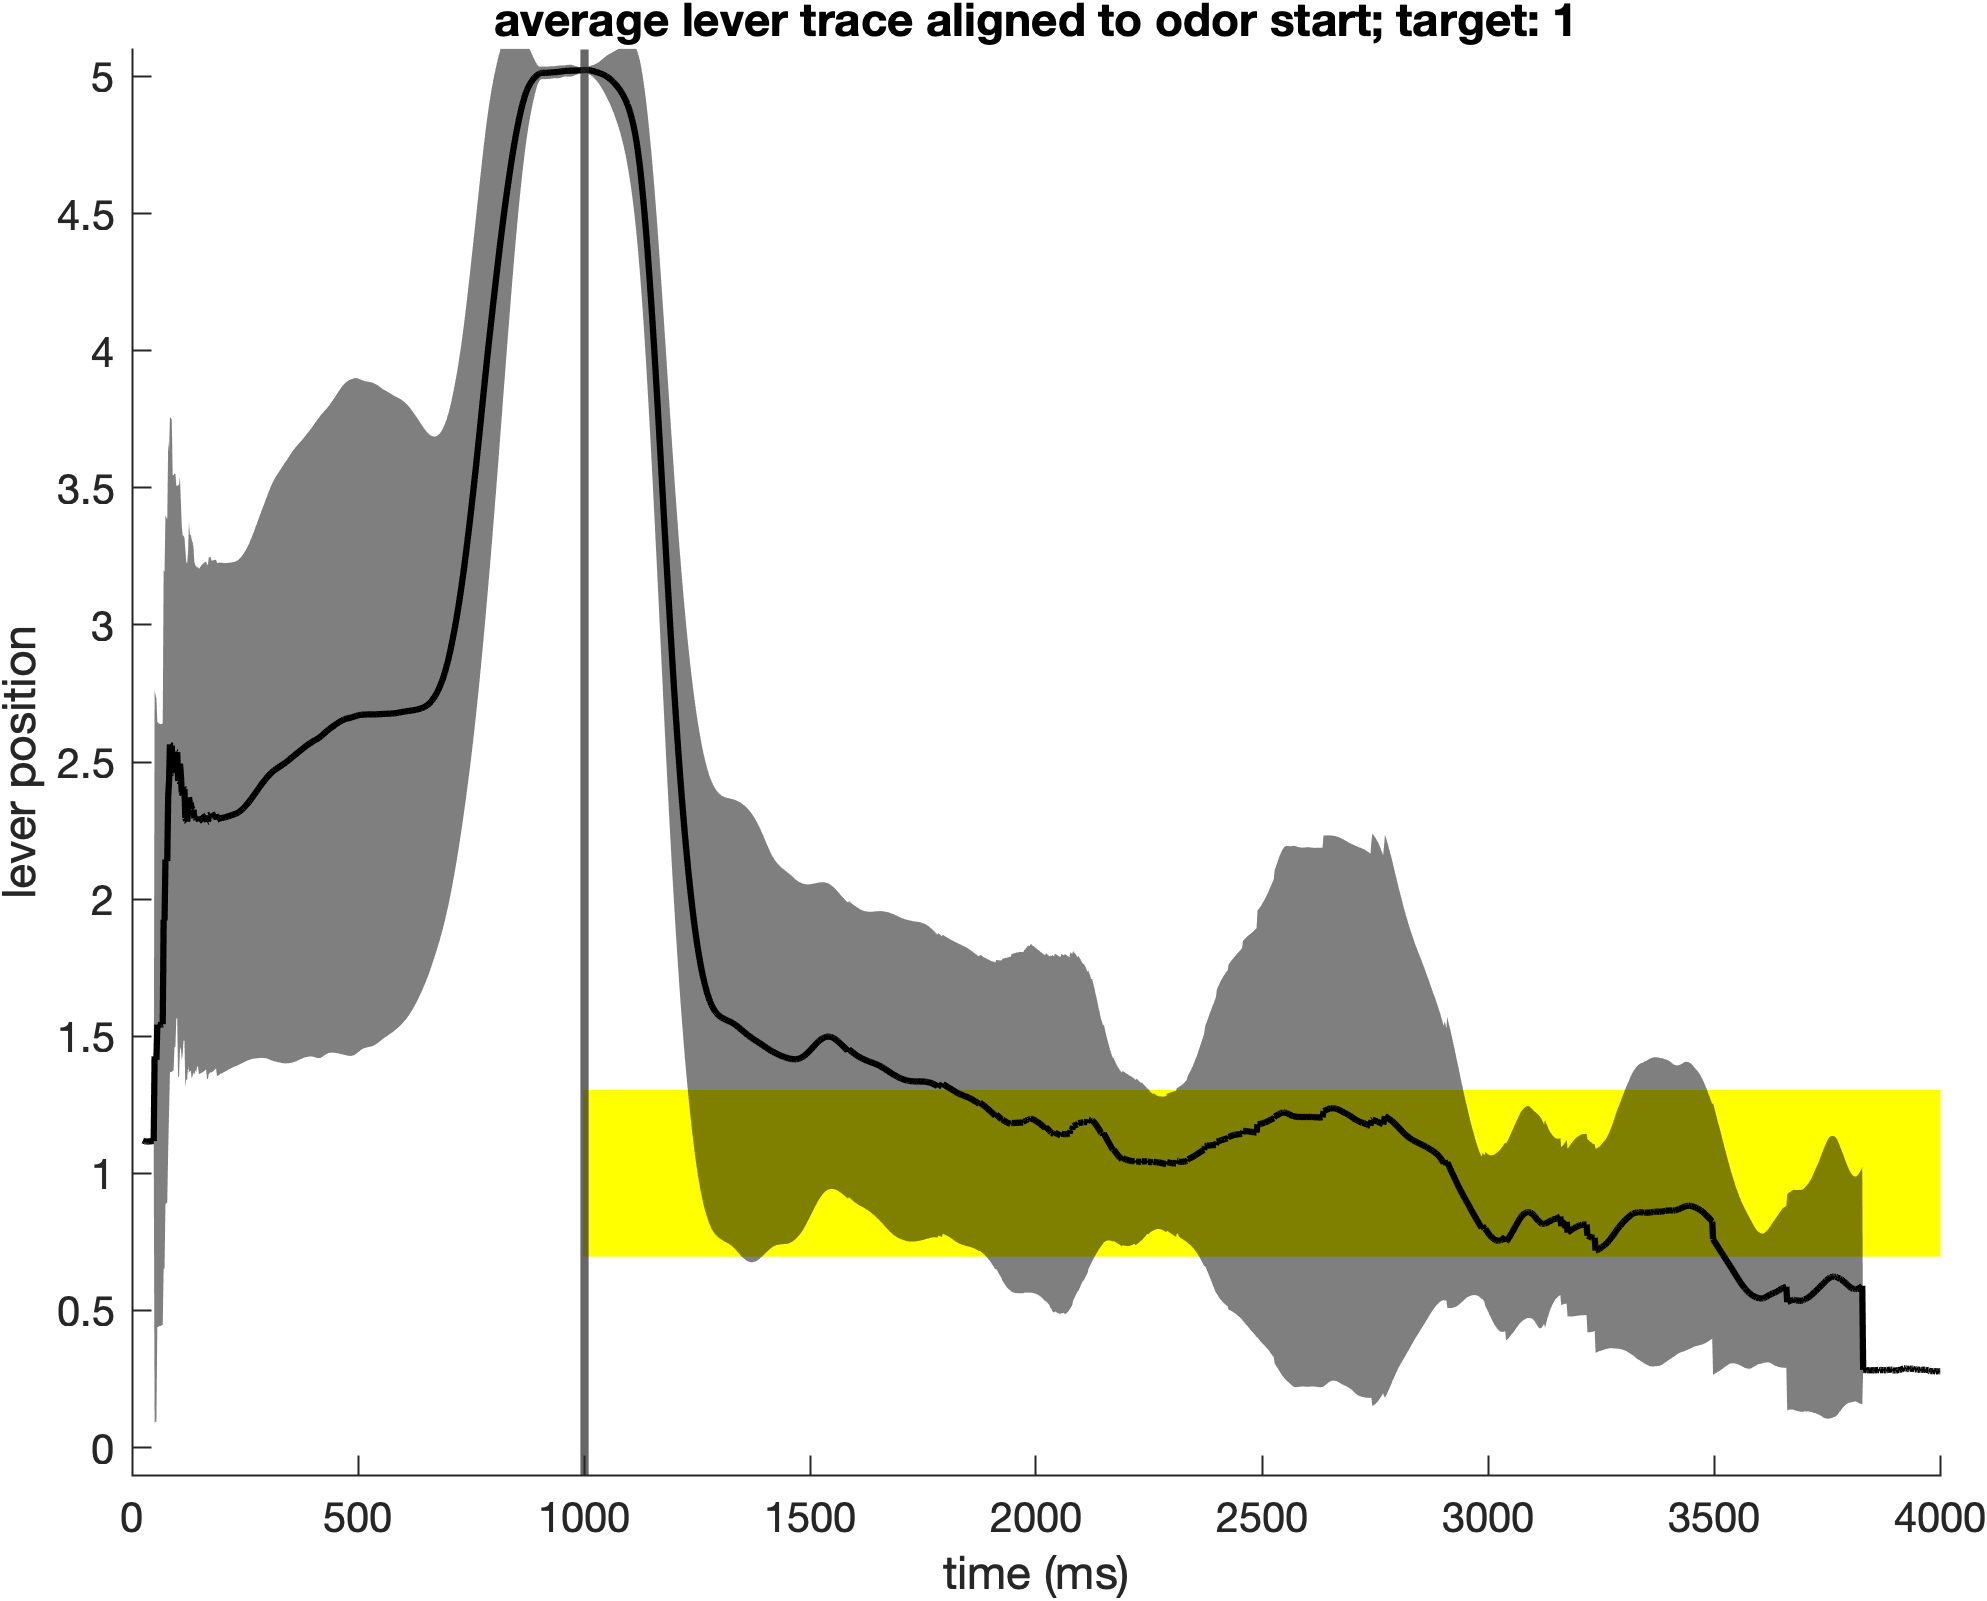 average lever trace aligned to odor start; target: 1
5
4.5
4
3.5
3
2.5
2
1.5
1
0.5
0
lever position
0 500 1000 1500 2000 2500 3000 3500 4000
time (ms)